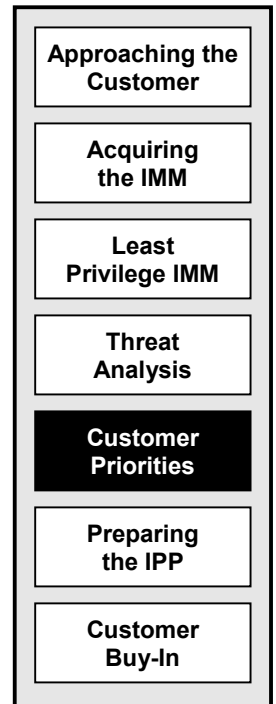 Approaching the
Customer
Acquiring
the IMM
Least
Privilege IMM
Threat
Analysis
Customer
Priorities
Preparing
the IPP
Customer
Buy-In